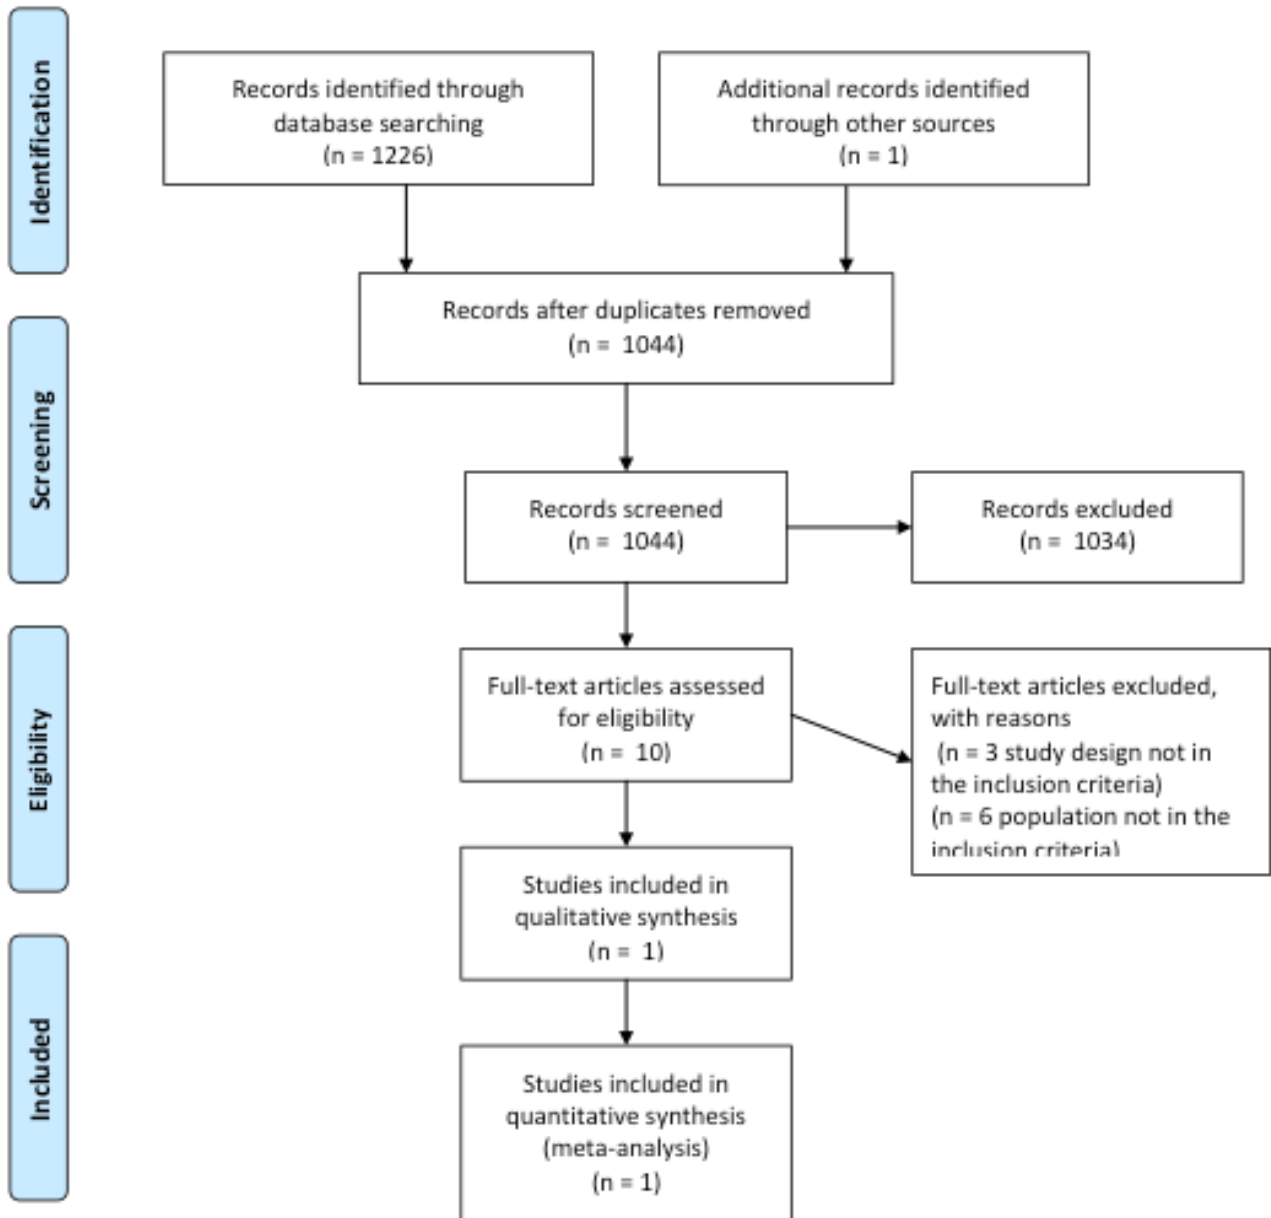 Identification
Records identified through
database searching
(n = 1226)
Additional records identified
through other sources
(n = 1)
Records after duplicates removed
(n = 1044)
Screening
Records screened
(n = 1044)
Records excluded
(n = 1034)
Eligibility
Full-text articles assessed
for eligibility
(n = 10)
Full-text articles excluded,
with reasons
(n = 3 study design not in
the inclusion criteria)
(n = 6 population not in the
inclusion criteria)
Studies included in
qualitative synthesis
(n = 1)
Included
Studies included in
quantitative synthesis
(meta-analysis)
(n = 1)